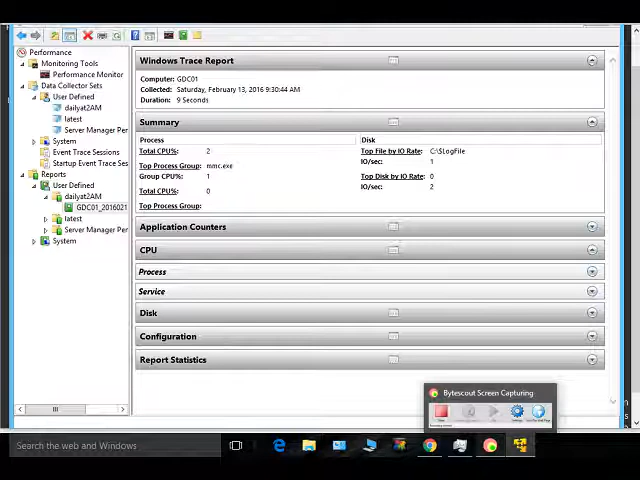 Performance
Monitoring Tools
Performance Monitor
Data Collector Sets
User Defined
dailyat2AM
latest
Server Manager Per
System
Event Trace Sessions
Startup Event Trace Ses
Reports
User Defined
dailyat2AM
GDC01_2016021
latest
Server Manager Per
System
Windows Trace Report
Computer: GDC01
Collected: Saturday, February 13, 2016 9:30:44 AM
Duration: 9 Seconds
Summary
Process
Total CPU%: 2
Top Process Group: mmc.exe
Group CPU%: 1
Total CPU%: 0
Top Process Group:
Disk
Top File by IO Rate: C:\$LogFile
IO/sec: 1
Top Disk by IO Rate: 0
IO/sec: 2
Application Counters
CPU
Process
Service
Disk
Configuration
Report Statistics
Bytescout Screen Capturing
Search the web and Windows